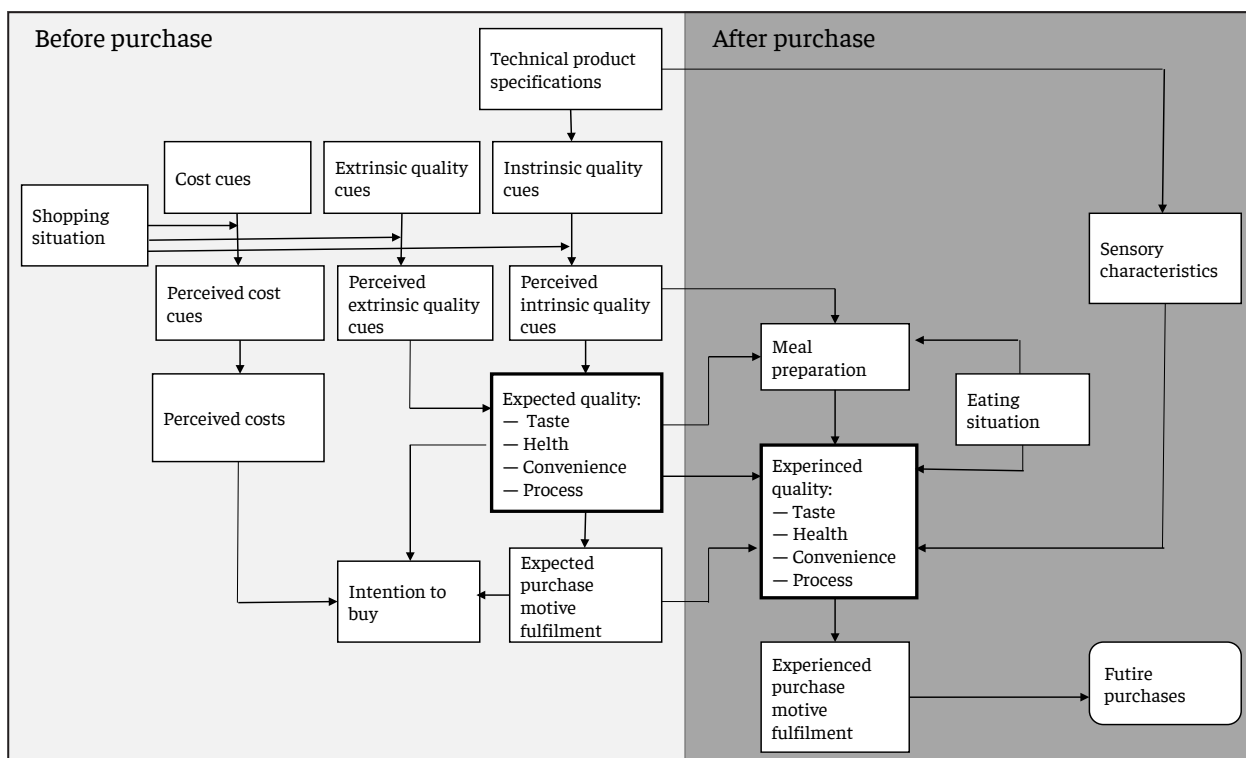 Before purchase
After purchase
Technical product
specifications
Cost cues
Extrinsic quality
cues
Instrinsic quality
cues
Shopping
situation
Sensory
characteristics
Perceived cost
cues
Perceived
extrinsic quality
cues
Perceived
intrinsic quality
cues
Meal
preparation
Perceived costs
Expected quality:
— Taste
— Helth
— Convenience
— Process
Eating
situation
Experinced
quality:
— Taste
— Health
— Convenience
— Process
Intention to
buy
Expected
purchase
motive
fulfilment
Experienced
purchase
motive
fulfilment
Futire
purchases